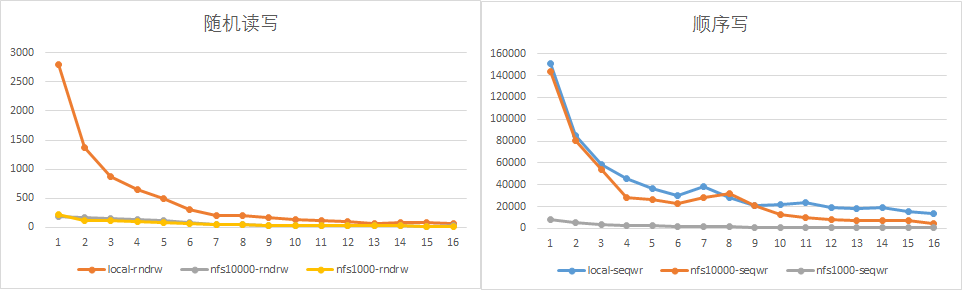 随机读写
3000
2500
2000
1500
1000
500
0
1 2 3 4 5 6 7 8 9 10 11 12 13 14 15 16
local-rndrw nfs10000-rndrw nfs1000-rndrw
顺序写
160000
140000
120000
100000
80000
60000
40000
20000
0
1 2 3 4 5 6 7 8 9 10 11 12 13 14 15 16
local-seqwr nfs10000-seqwr nfs1000-seqwr